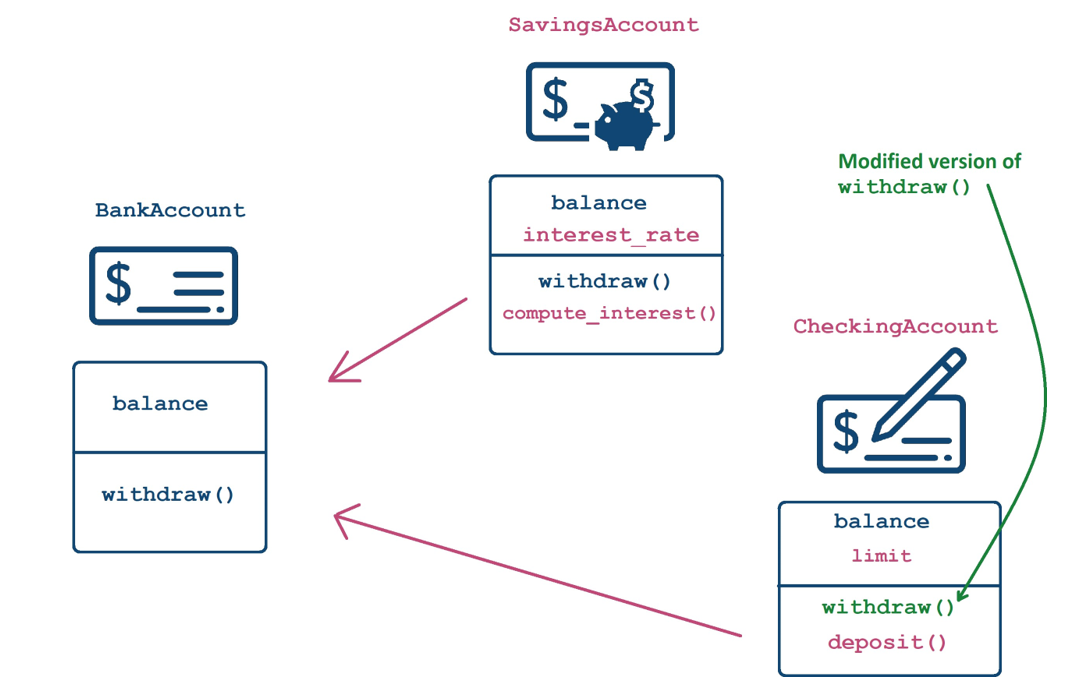 SavingsAccount
$
$
balance
interest_rate
withdraw()
compute_interest()
BankAccount
$
balance
withdraw()
Modified version of
withdraw()
CheckingAccount
$
balance
limit
withdraw()
deposit()